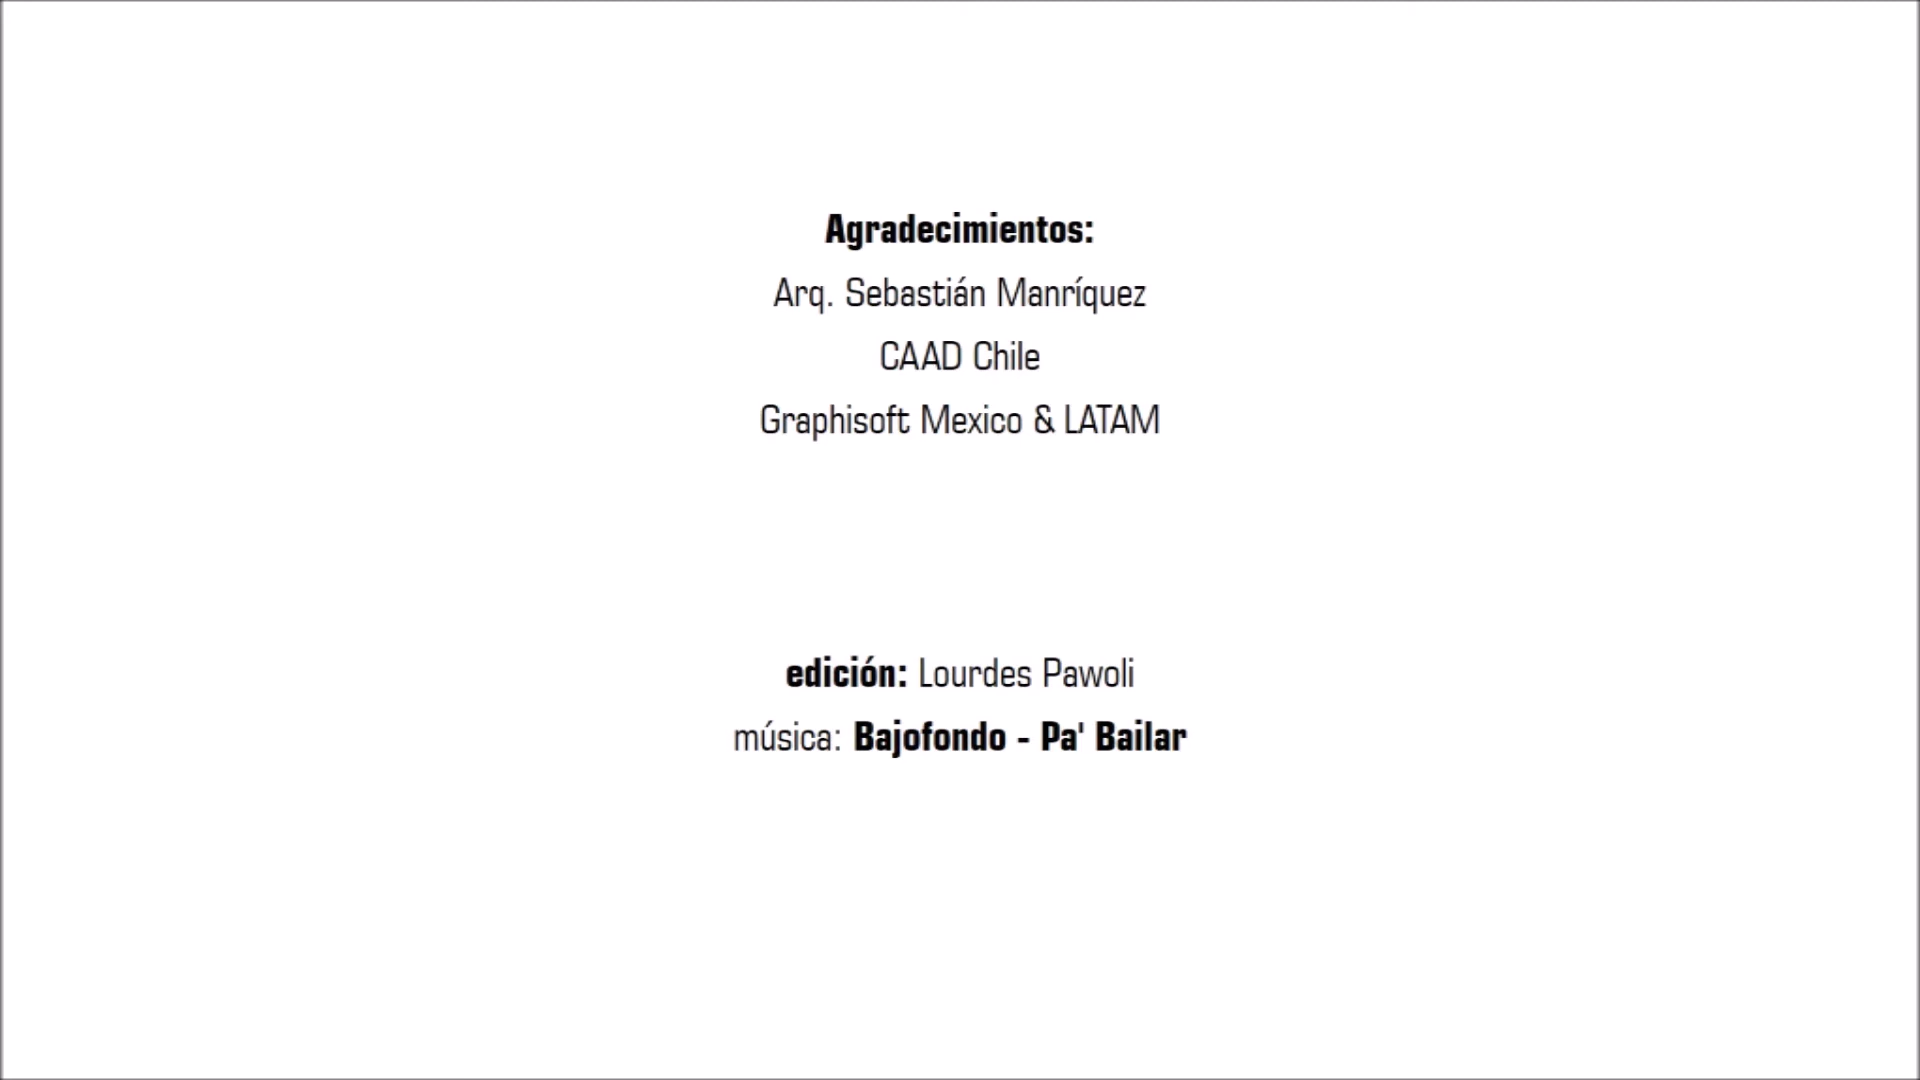 Agradecimientos:
Arq. Sebastián Manríquez
CAAD Chile
Graphisoft Mexico & LATAM
edición: Lourdes Pawoli
música: Bajofondo - Pa' Bailar